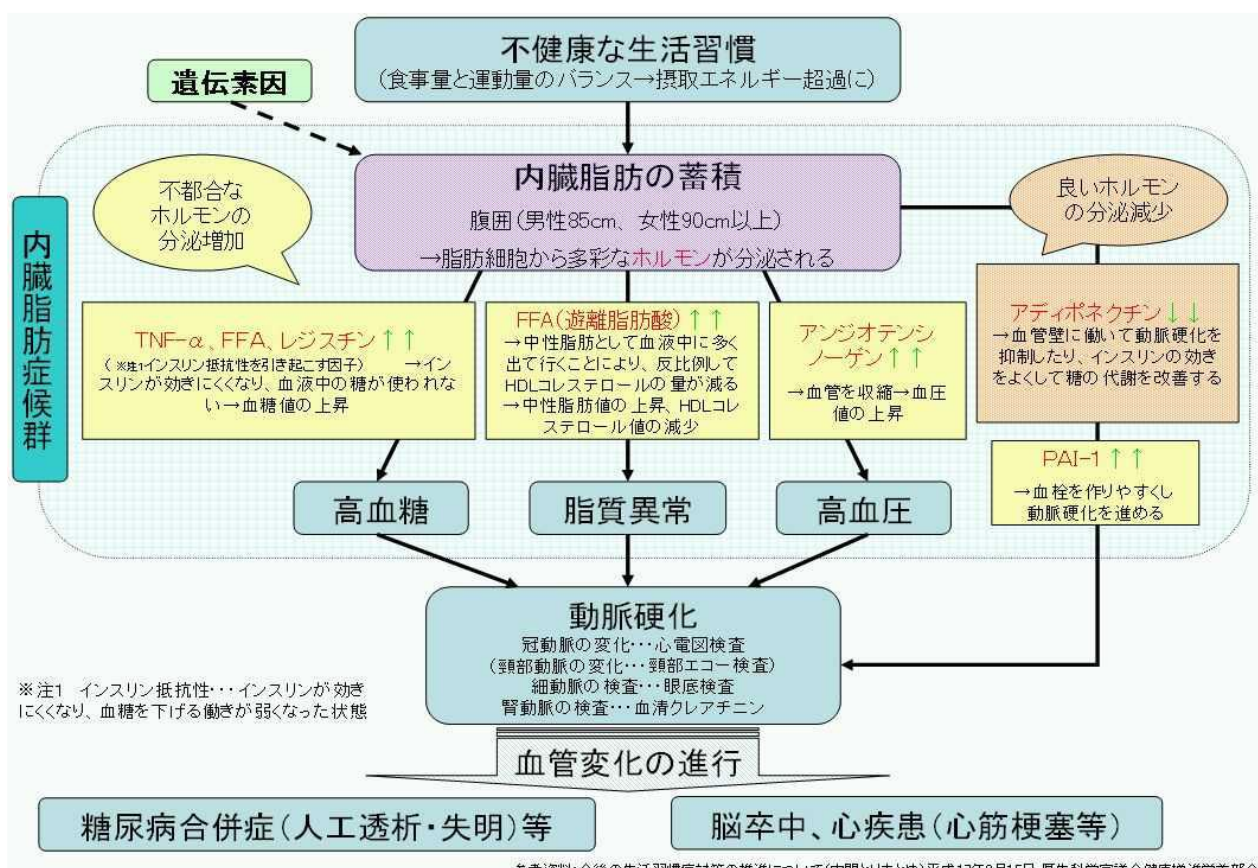 不健康な生活習慣
(食事量と運動量のバランス→摂取エネルギー超過に)
遺伝素因
内臓脂肪症候群
不都合な
ホルモンの
分泌増加
内臓脂肪の蓄積
腹囲(男性85cm、女性90cm以上)
→脂肪細胞から多彩なホルモンが分泌される
良いホルモン
の分泌減少
TNF-α、FFA、レジスチン↑↑
(※注1インスリン抵抗性を引き起こす因子) →イン
スリンが効きにくくなり、血液中の糖が使われな
い→血糖値の上昇
FFA(遊離脂肪酸)↑↑
→中性脂肪として血液中に多く
出て行くことにより、反比例して
HDLコレステロールの量が減る
→中性脂肪値の上昇、HDLコレ
ステロール値の減少
アンジオテンシ
ノーゲン↑↑
→血管を収縮→血圧
値の上昇
アディポネクチン↓↓
→血管壁に働いて動脈硬化を
抑制したり、インスリンの効き
をよくして糖の代謝を改善する
PAI-1↑↑
→血栓を作りやすくし
動脈硬化を進める
高血糖
脂質異常
高血圧
動脈硬化
冠動脈の変化・・・心電図検査
(頸部動脈の変化・・・頸部エコー検査)
細動脈の検査・・・眼底検査
腎動脈の検査・・・血清クレアチニン
※注1 インスリン抵抗性・・・インスリンが効き
にくくなり、血糖を下げる働きが弱くなった状態
血管変化の進行
糖尿病合併症(人工透析・失明)等
脳卒中、心疾患(心筋梗塞等)